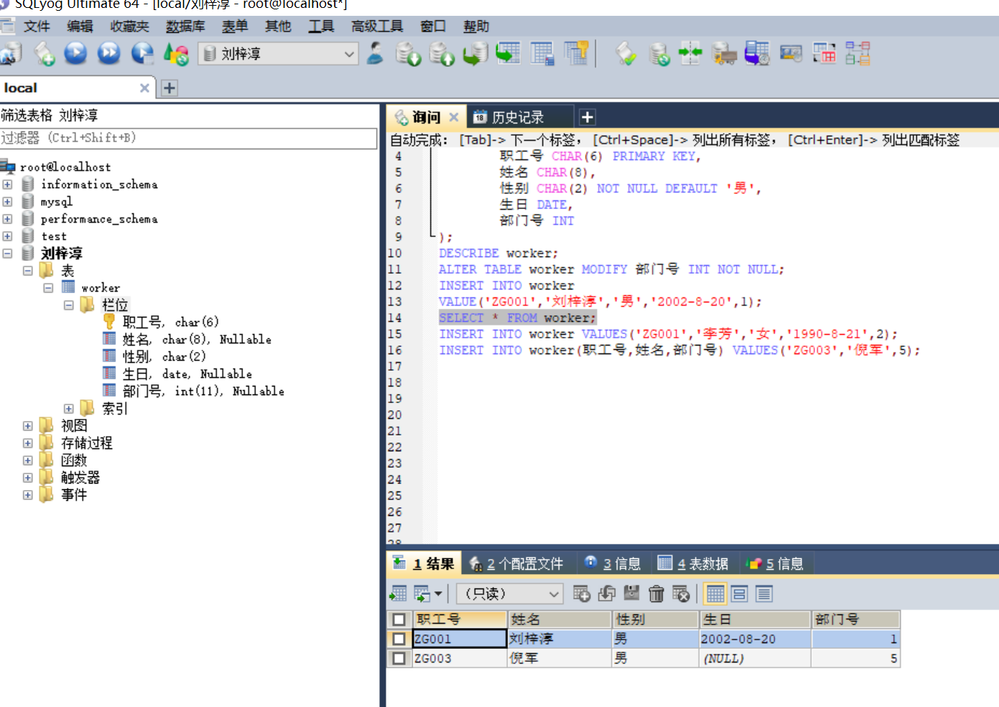 SQLyog Ultimate 64 - [local/刘梓淳 - root@localhost*]
文件 编辑 收藏夹 数据库 表单 其他 工具 高级工具 窗口 帮助
刘梓淳
local
筛选表格 刘梓淳
过滤器 (Ctrl+Shift+B)
root@localhost
information_schema
mysql
performance_schema
test
刘梓淳
表
worker
栏位
职工号, char(6)
姓名, char(8), Nullable
性别, char(2)
生日, date, Nullable
部门号, int(11), Nullable
索引
视图
存储过程
函数
触发器
事件
询问 18 历史记录
自动完成: [Tab]-> 下一个标签, [Ctrl+Space]-> 列出所有标签, [Ctrl+Enter]-> 列出匹配标签
4 职工号 CHAR(6) PRIMARY KEY,
5 姓名 CHAR(8),
6 性别 CHAR(2) NOT NULL DEFAULT '男',
7 生日 DATE,
8 部门号 INT
9 );
10 DESCRIBE worker;
11 ALTER TABLE worker MODIFY 部门号 INT NOT NULL;
12 INSERT INTO worker
13 VALUE('ZG001','刘梓淳','男','2002-8-20',1);
14 SELECT * FROM worker;
15 INSERT INTO worker VALUES('ZG001','李芳','女','1990-8-21',2);
16 INSERT INTO worker(职工号,姓名,部门号) VALUES('ZG003','倪军',5);
17
18
19
20
21
22
23
24
25
26
27
28
1 结果 2 个配置文件 3 信息 4 表数据 5 信息
(只读)
职工号 姓名 性别 生日 部门号
ZG001 刘梓淳 男 2002-08-20 1
ZG003 倪军 男 (NULL) 5